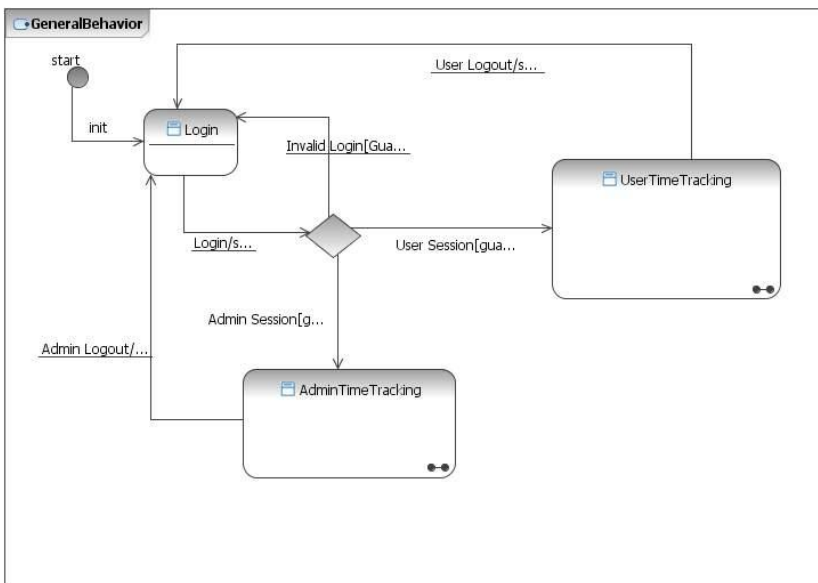 GeneralBehavior
start
User Logout/s...
init
Login
Invalid Login[Gua...
UserTimeTracking
Login/s...
User Session[gua...
Admin Session[g...
Admin Logout/...
AdminTimeTracking